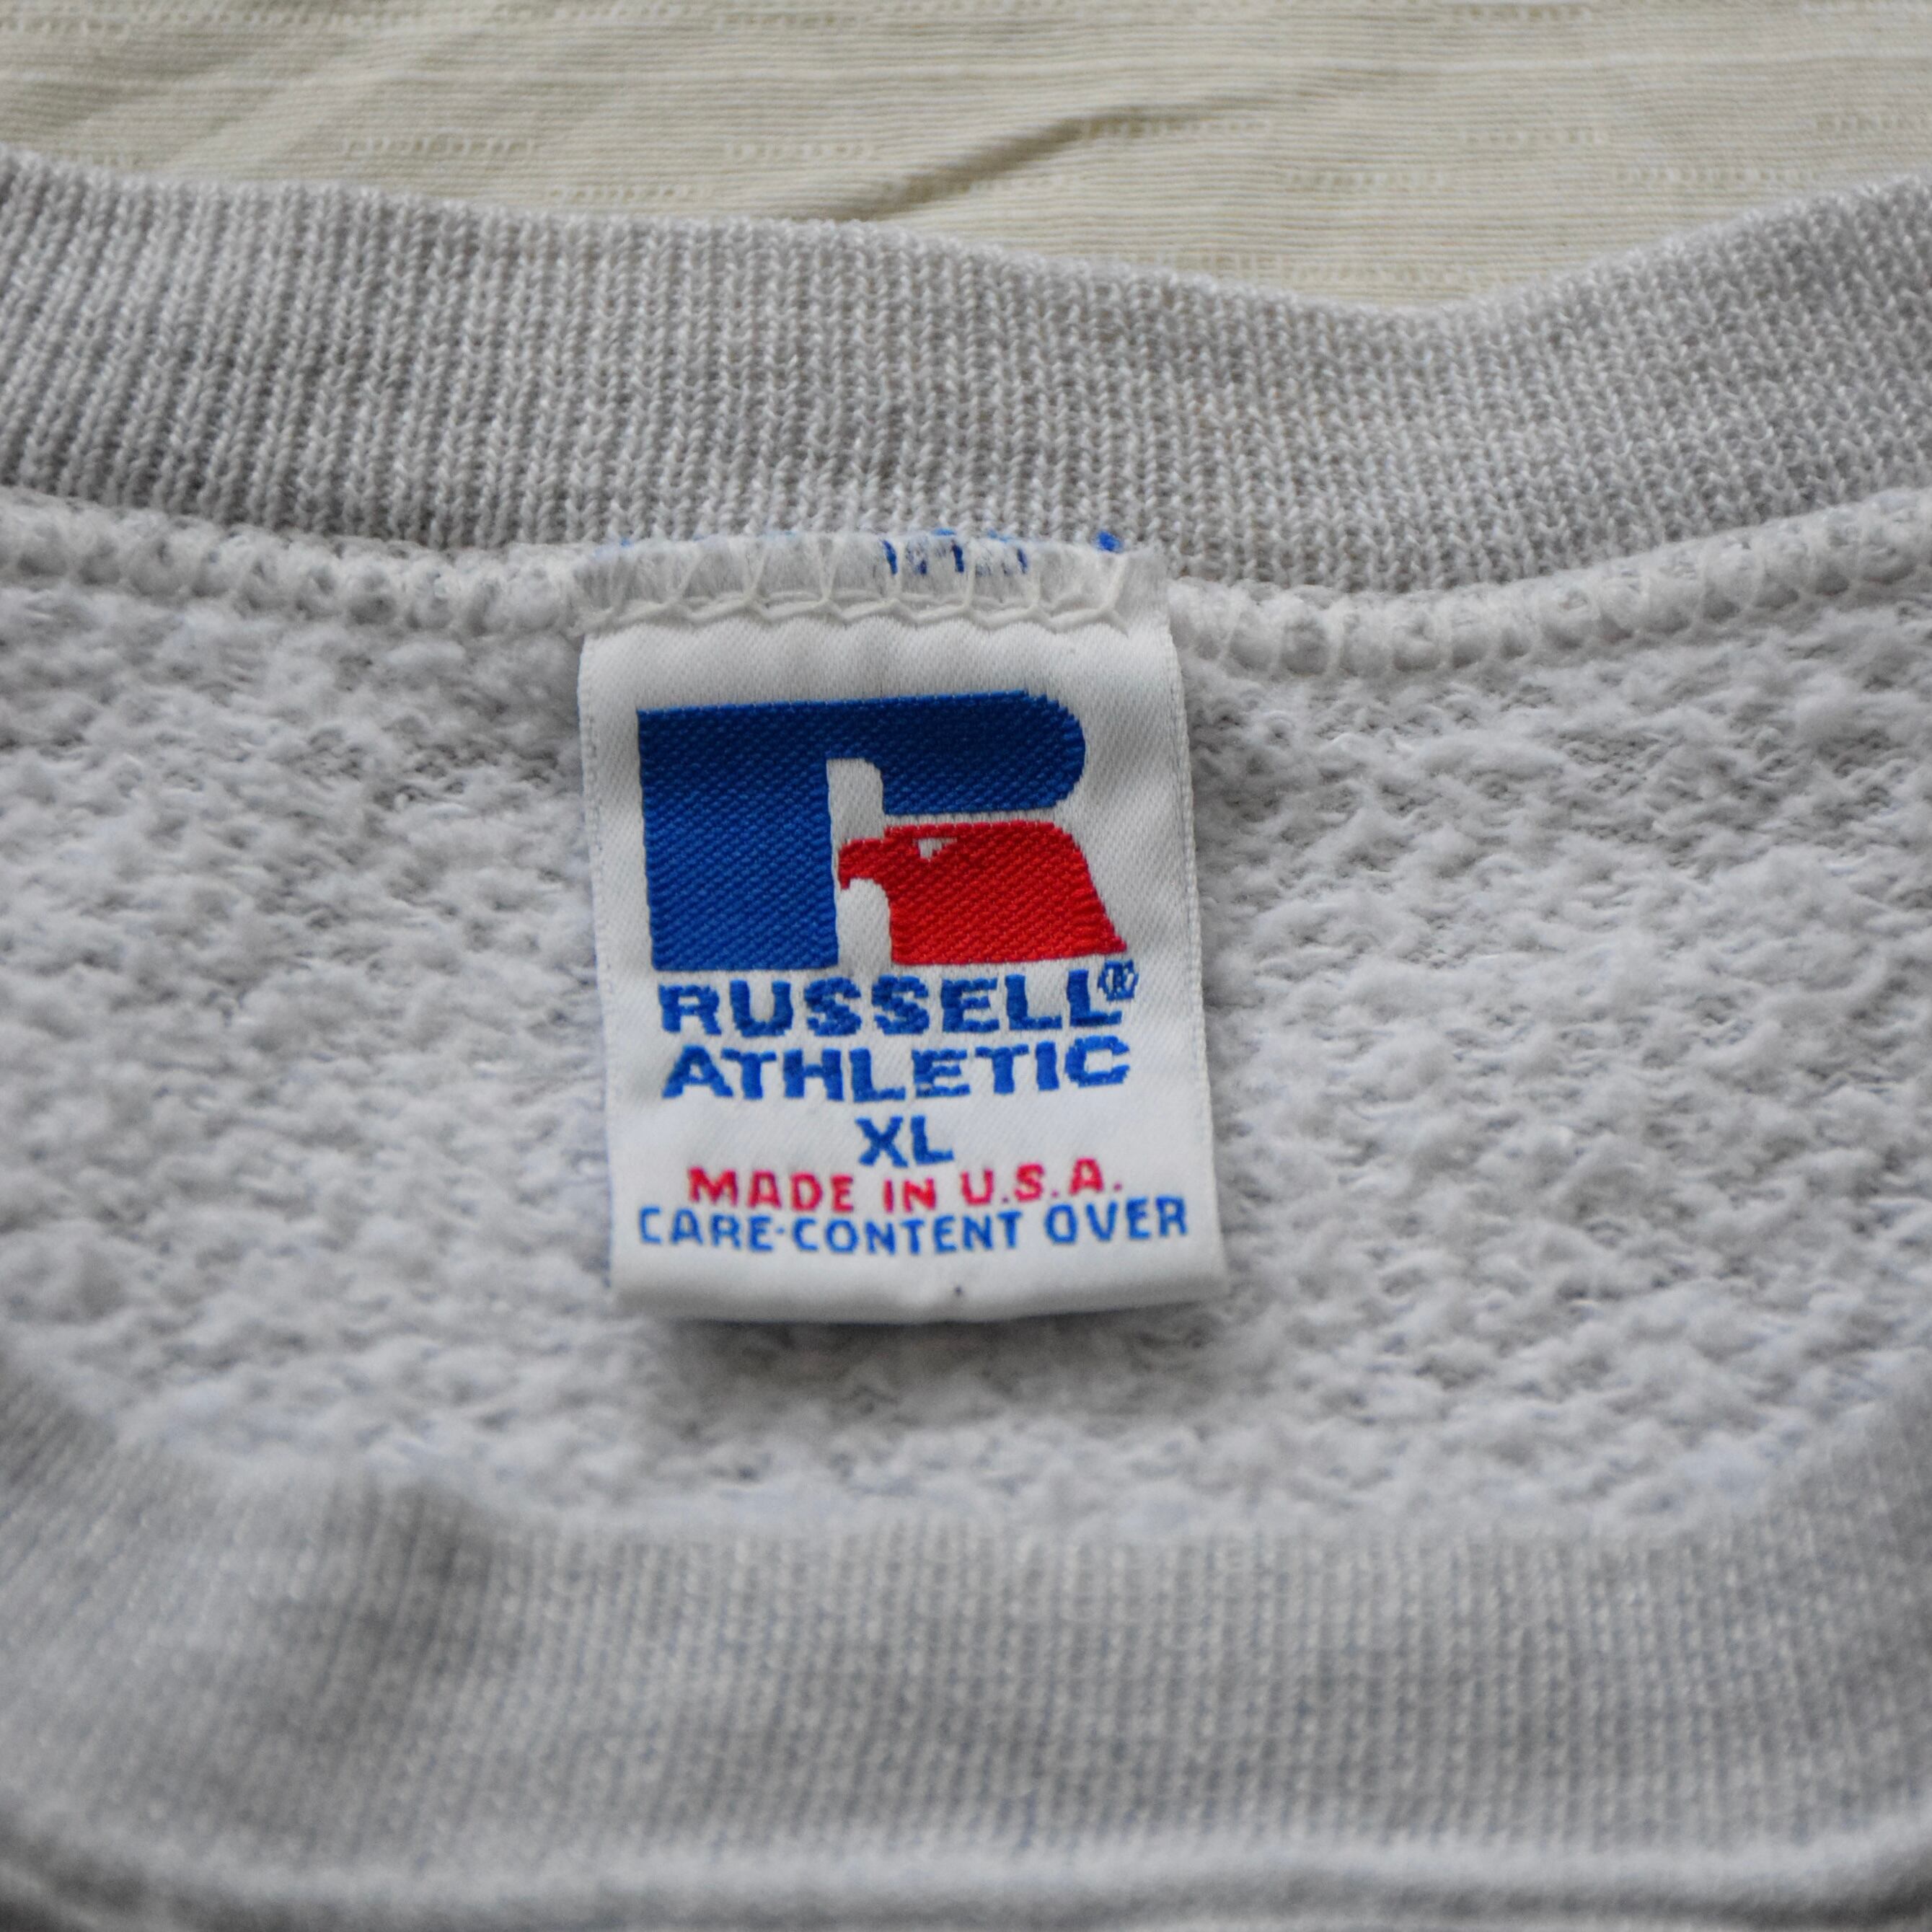 RUSSELL®
ATHLETIC
XL
MADE IN U.S.A.
CARE-CONTENT OVER